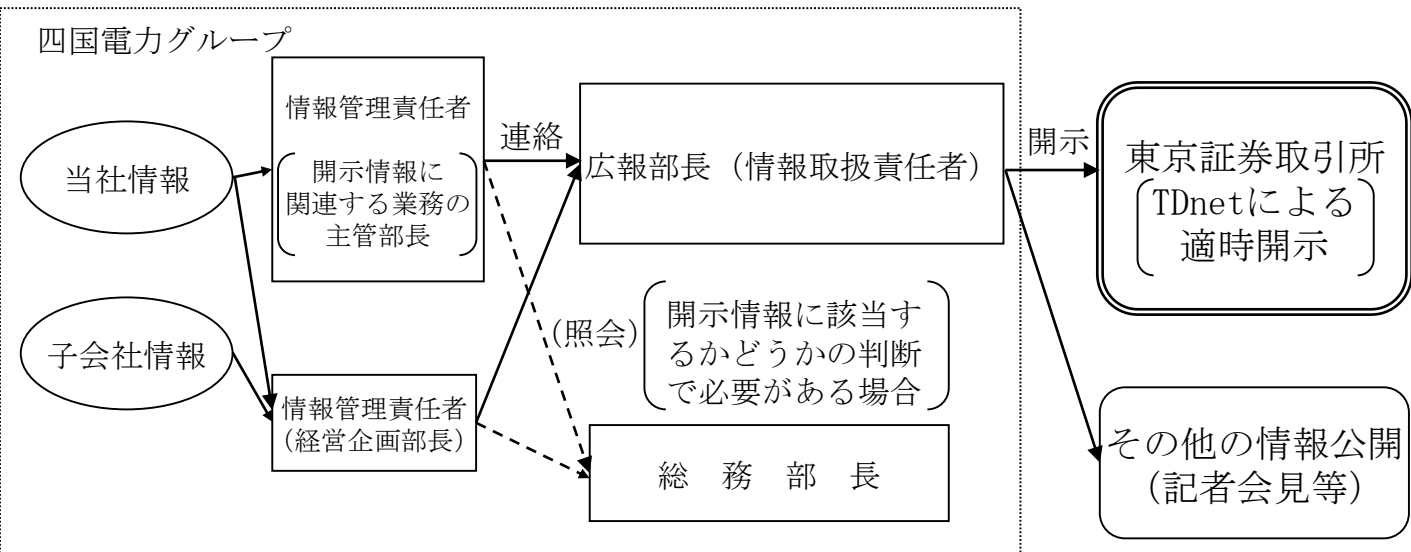 四国電力グループ
当社情報
子会社情報
情報管理責任者
開示情報に
関連する業務の
主管部長
情報管理責任者
(経営企画部長)
連絡
広報部長（情報取扱責任者）
(照会)
開示情報に該当す
るかどうかの判断
で必要がある場合
総　務　部　長
開示
東京証券取引所
TDnetによる
適時開示
その他の情報公開
(記者会見等)